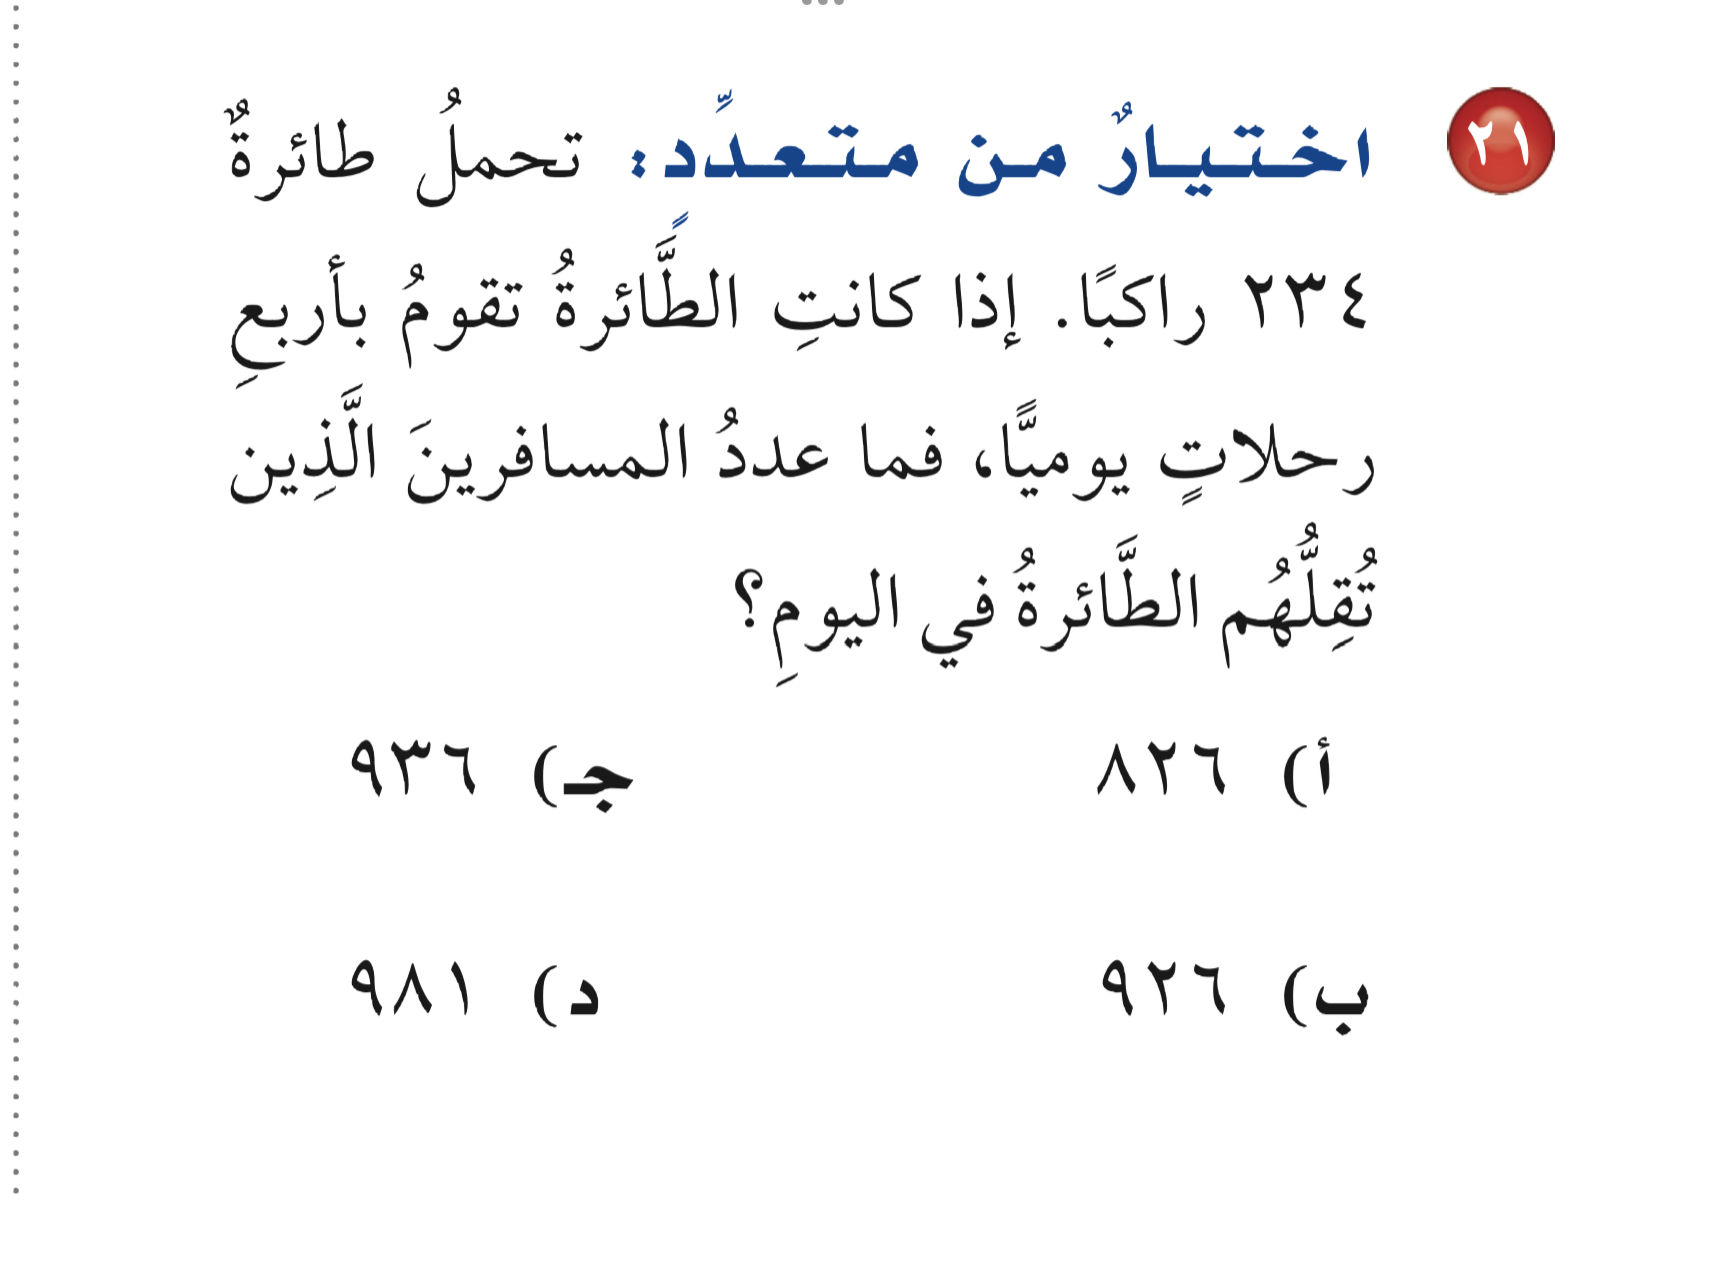 ٢١ اختيارٌ من متعدِّدٍ: تحملُ طائرةٌ
٢٣٤ راكبًا. إذا كانتِ الطَّائرةُ تقومُ بأربعِ
رحلاتٍ يوميًّا، فما عددُ المسافرينَ الَّذِين
تُقِلُّهُم الطَّائرةُ في اليومِ؟
أ) ٨٢٦ جـ) ٩٣٦
ب) ٩٢٦ د) ٩٨١